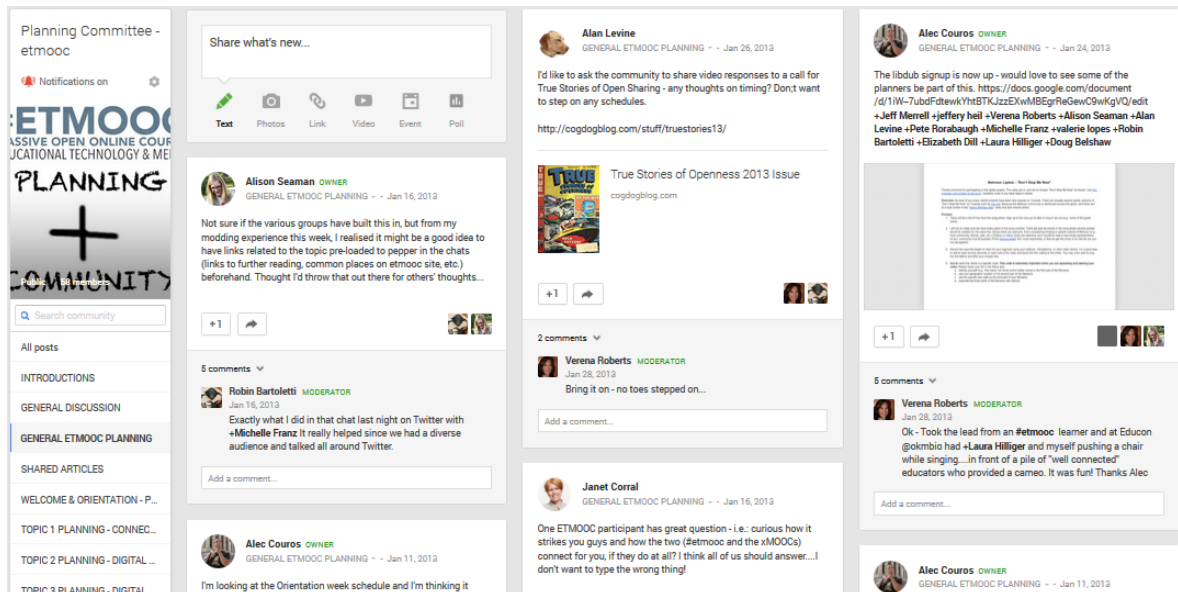 Planning Committee -
etmooc
Notifications on
#ETMOOC
MASSIVE OPEN ONLINE COUR
UCATIONAL TECHNOLOGY & ME
PLANNING
+
COMMUNITY
Public 58 members
Search community
All posts
INTRODUCTIONS
GENERAL DISCUSSION
GENERAL ETMOOC PLANNING
SHARED ARTICLES
WELCOME & ORIENTATION - P...
TOPIC 1 PLANNING - CONNEC...
TOPIC 2 PLANNING - DIGITAL ...
TOPIC 3 PLANNING - DIGITAL
Share what's new...
Text Photos Link Video Event Poll
Alison Seaman OWNER
GENERAL ETMOOC PLANNING - - Jan 16, 2013
Not sure if the various groups have built this in, but from my
modding experience this week, I realised it might be a good idea to
have links related to the topic pre-loaded to pepper in the chats
(links to further reading, common places on etmooc site, etc.)
beforehand. Thought I'd throw that out there for others' thoughts...
+1
5 comments
Robin Bartoletti MODERATOR
Jan 16, 2013
Exactly what I did in that chat last night on Twitter with
+Michelle Franz It really helped since we had a diverse
audience and talked all around Twitter.
Add a comment...
Alec Couros OWNER
GENERAL ETMOOC PLANNING - - Jan 11, 2013
I'm looking at the Orientation week schedule and I'm thinking it
Alan Levine
GENERAL ETMOOC PLANNING - - Jan 26, 2013
I'd like to ask the community to share video responses to a call for
True Stories of Open Sharing - any thoughts on timing? Don;t want
to step on any schedules.
http://cogdogblog.com/stuff/truestories13/
TRUE
True Stories of Openness 2013 Issue
cogdogblog.com
+1
2 comments
Verena Roberts MODERATOR
Jan 28, 2013
Bring it on - no toes stepped on...
Add a comment...
Janet Corral
GENERAL ETMOOC PLANNING - - Jan 16, 2013
One ETMOOC participant has great question - i.e.: curious how it
strikes you guys and how the two (#etmooc and the xMOOCs)
connect for you, if they do at all? I think all of us should answer....I
don't want to type the wrong thing!
Alec Couros OWNER
GENERAL ETMOOC PLANNING - - Jan 24, 2013
The libdub signup is now up - would love to see some of the
planners be part of this. https://docs.google.com/document
/d/1iW–7ubdFdtewkYhtBTKJzzEXwMBEgrReGewC9wKgVQ/edit
+Jeff Merrell +jeffery heil +Verena Roberts +Alison Seaman +Alan
Levine +Pete Rorabaugh +Michelle Franz +valerie lopes +Robin
Bartoletti +Elizabeth Dill +Laura Hilliger +Doug Belshaw
+1
5 comments
Verena Roberts MODERATOR
Jan 28, 2013
Ok - Took the lead from an #etmooc learner and at Educon
@okmbio had +Laura Hilliger and myself pushing a chair
while singing....in front of a pile of "well connected"
educators who provided a cameo. It was fun! Thanks Alec
Add a comment...
Alec Couros OWNER
GENERAL ETMOOC PLANNING - - Jan 11, 2013